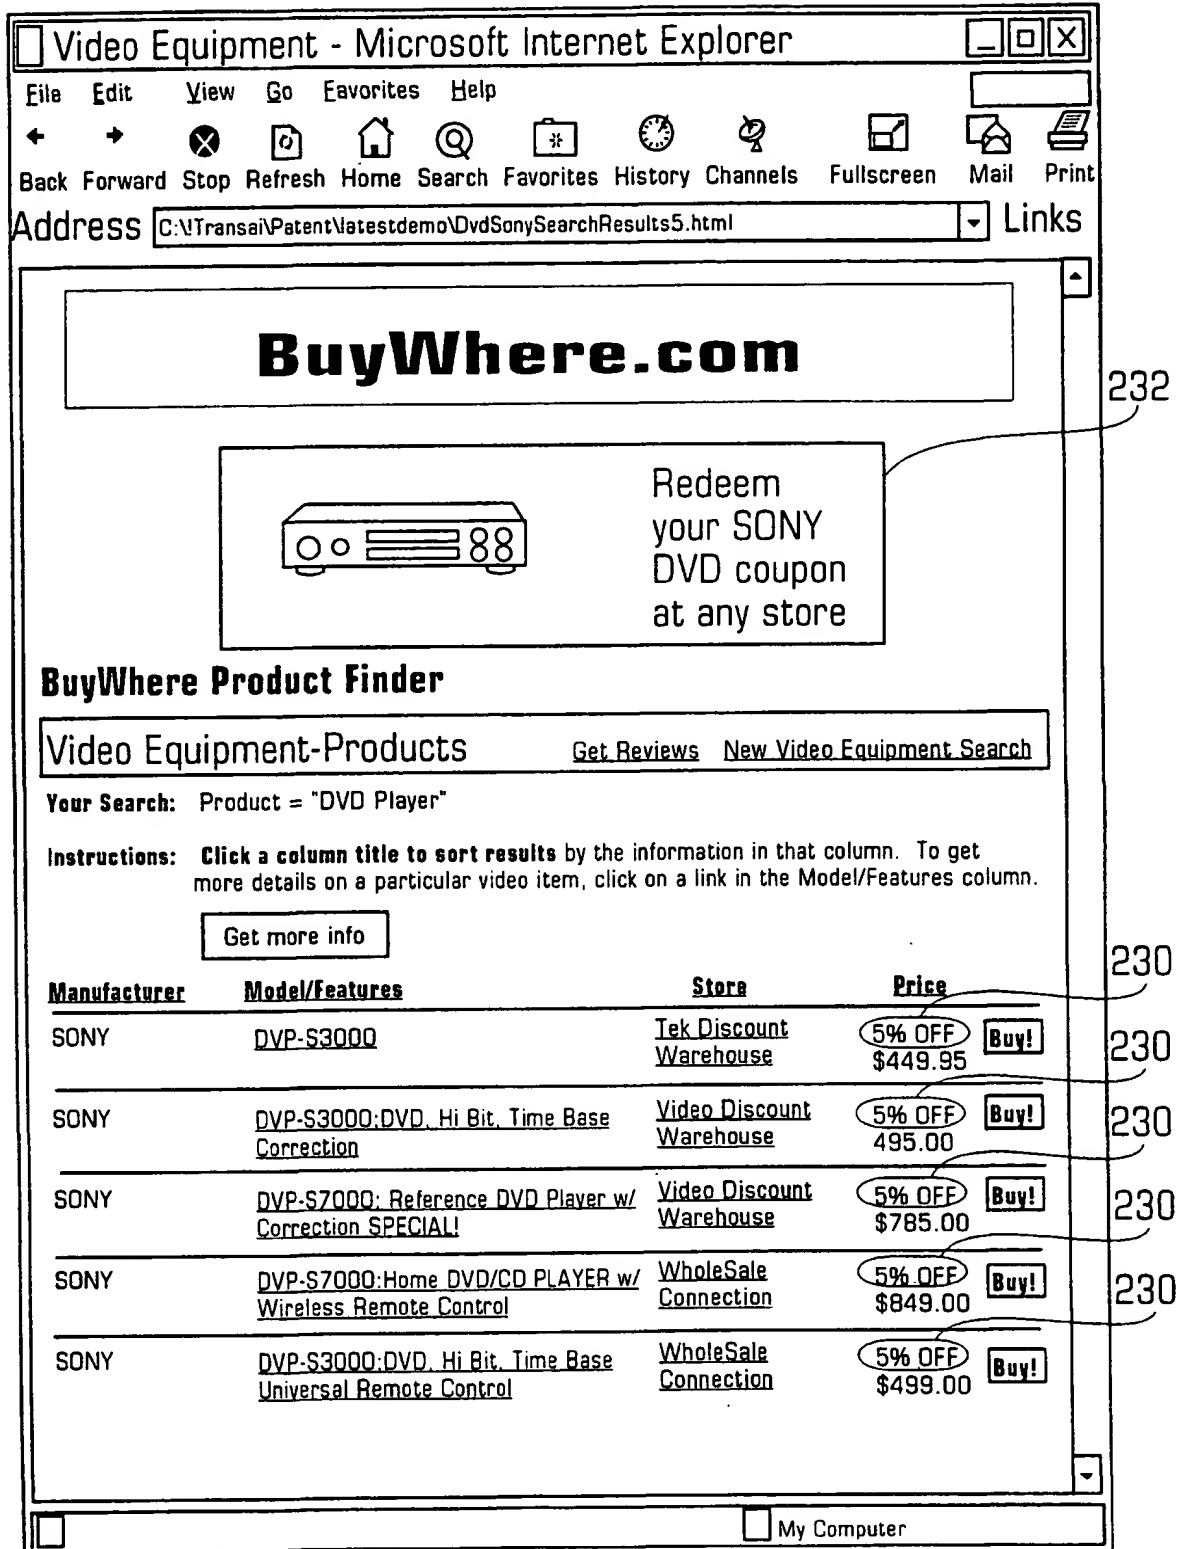 Video Equipment - Microsoft Internet Explorer
File Edit View Go Eavorites Help
Back Forward Stop Refresh Home Search Favorites History Channels Fullscreen Mail Print
Address C:\!Transai\Patent\latestdemo\DvdSonySearchResults5.html Links
BuyWhere.com
232
Redeem
your SONY
DVD coupon
at any store
BuyWhere Product Finder
Video Equipment-Products Get Reviews New Video Equipment Search
Your Search: Product = "DVD Player"
Instructions: Click a column title to sort results by the information in that column. To get
more details on a particular video item, click on a link in the Model/Features column.
Get more info
230
Manufacturer Model/Features Store Price
SONY DVP-S3000 Tek Discount 5% OFF Buy! 230
Warehouse $449.95
SONY DVP-S3000;DVD, Hi Bit, Time Base Video Discount 5% OFF Buy! 230
Correction Warehouse 495.00
SONY DVP-S7000; Reference DVD Player w/ Video Discount 5% OFF Buy! 230
Correction SPECIAL! Warehouse $785.00
SONY DVP-S7000;Home DVD/CD PLAYER w/ WholeSale 5% OFF Buy! 230
Wireless Remote Control Connection $849.00
SONY DVP-S3000;DVD, Hi Bit, Time Base WholeSale 5% OFF Buy!
Universal Remote Control Connection $499.00
My Computer